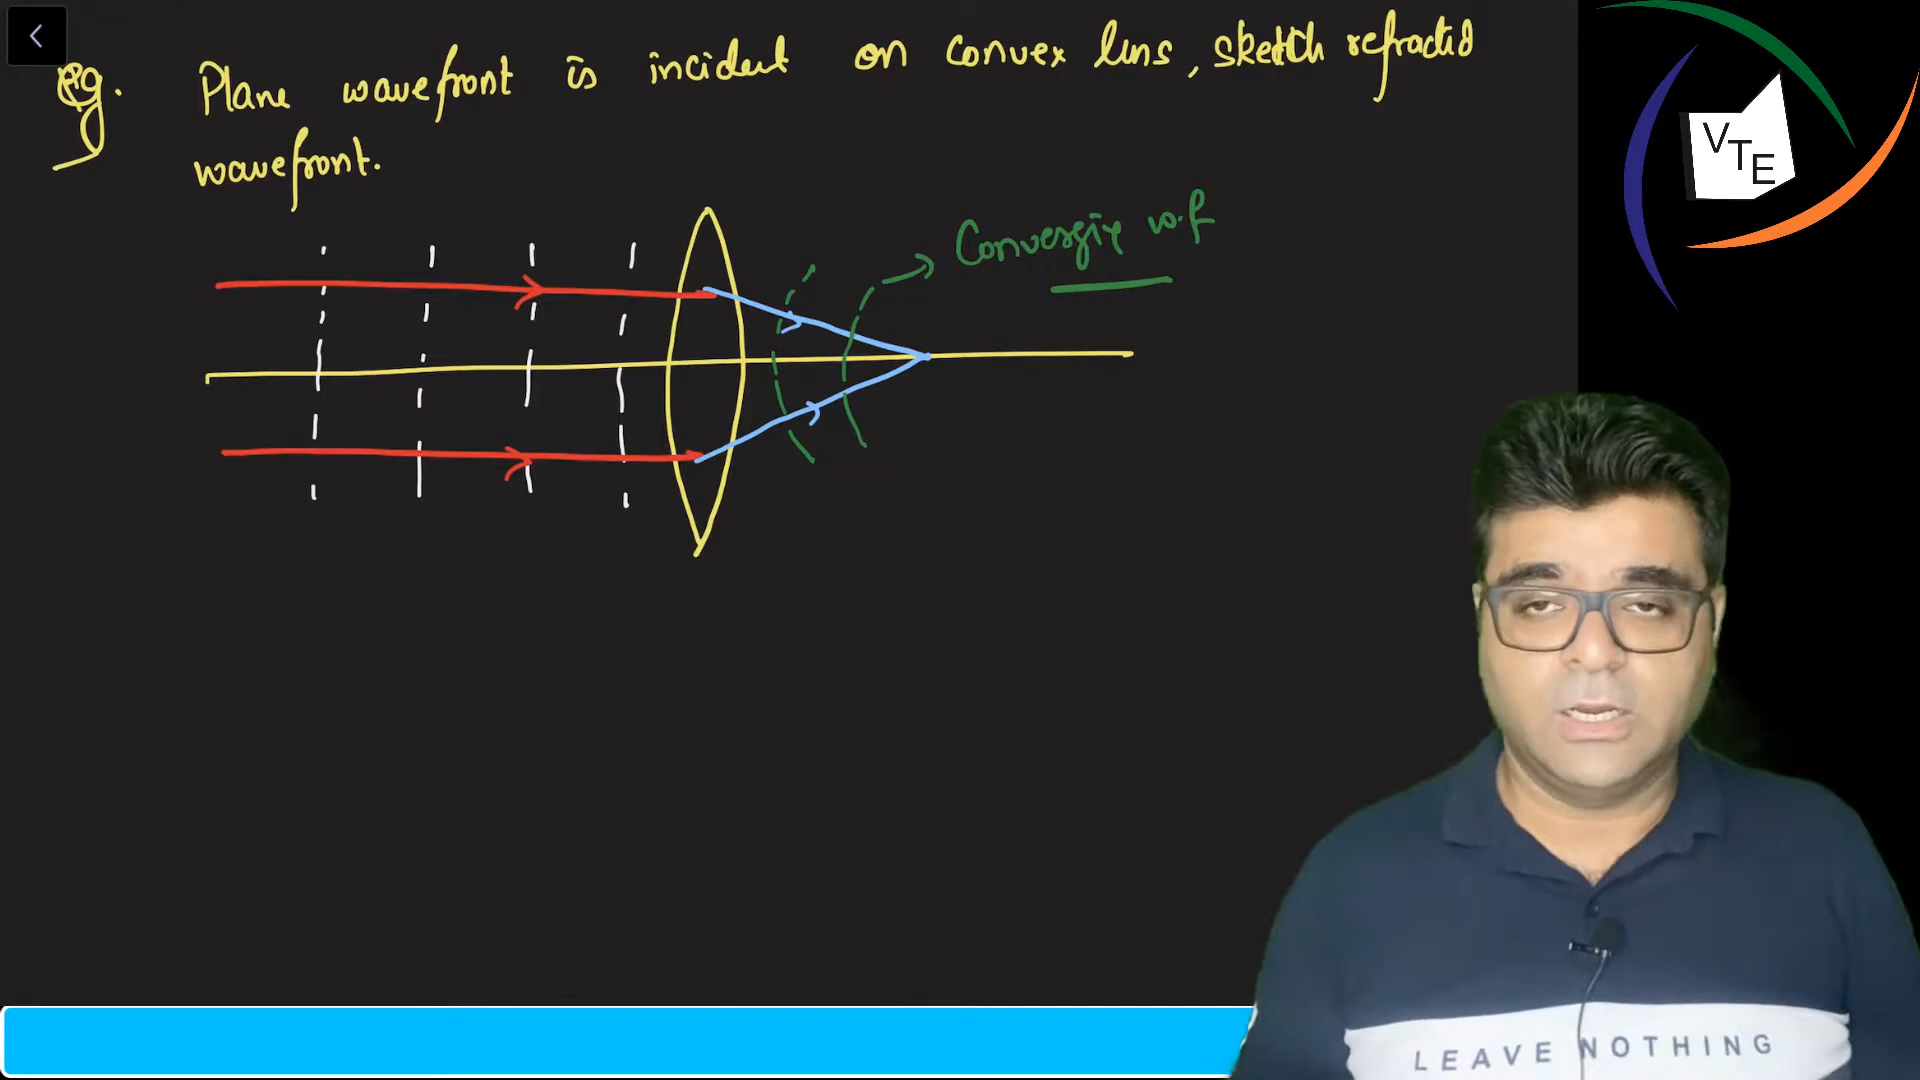 eg. Plane wavefront is incident on convex lens, sketch refracted
wavefront.
Converging w.f
VTE
LEAVE NOTHING